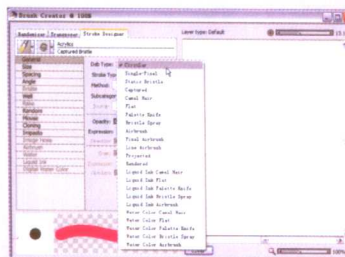 Brush Creator @ 100%
Randomizer Transposer Stroke Designer
Layer type: Default
Acrylics
Captured Bristle
General
Size
Spacing
Angle
Bristle
Well
Rake
Random
Mouse
Cloning
Impasto
Image Hose
Airbrush
Water
Liquid Ink
Digital Water Color
Dab Type:
Stroke Type
Method:
Subcategory
Opacity:
Expression:
Circular
Single-Pixel
Static Bristle
Captured
Camel Hair
Flat
Palette Knife
Bristle Spray
Airbrush
Pixel Airbrush
Line Airbrush
Projected
Rendered
Liquid Ink Camel Hair
Liquid Ink Flat
Liquid Ink Palette Knife
Liquid Ink Bristle Spray
Liquid Ink Airbrush
Water Color Camel Hair
Water Color Flat
Water Color Palette Knife
Water Color Bristle Spray
Water Color Airbrush
100%